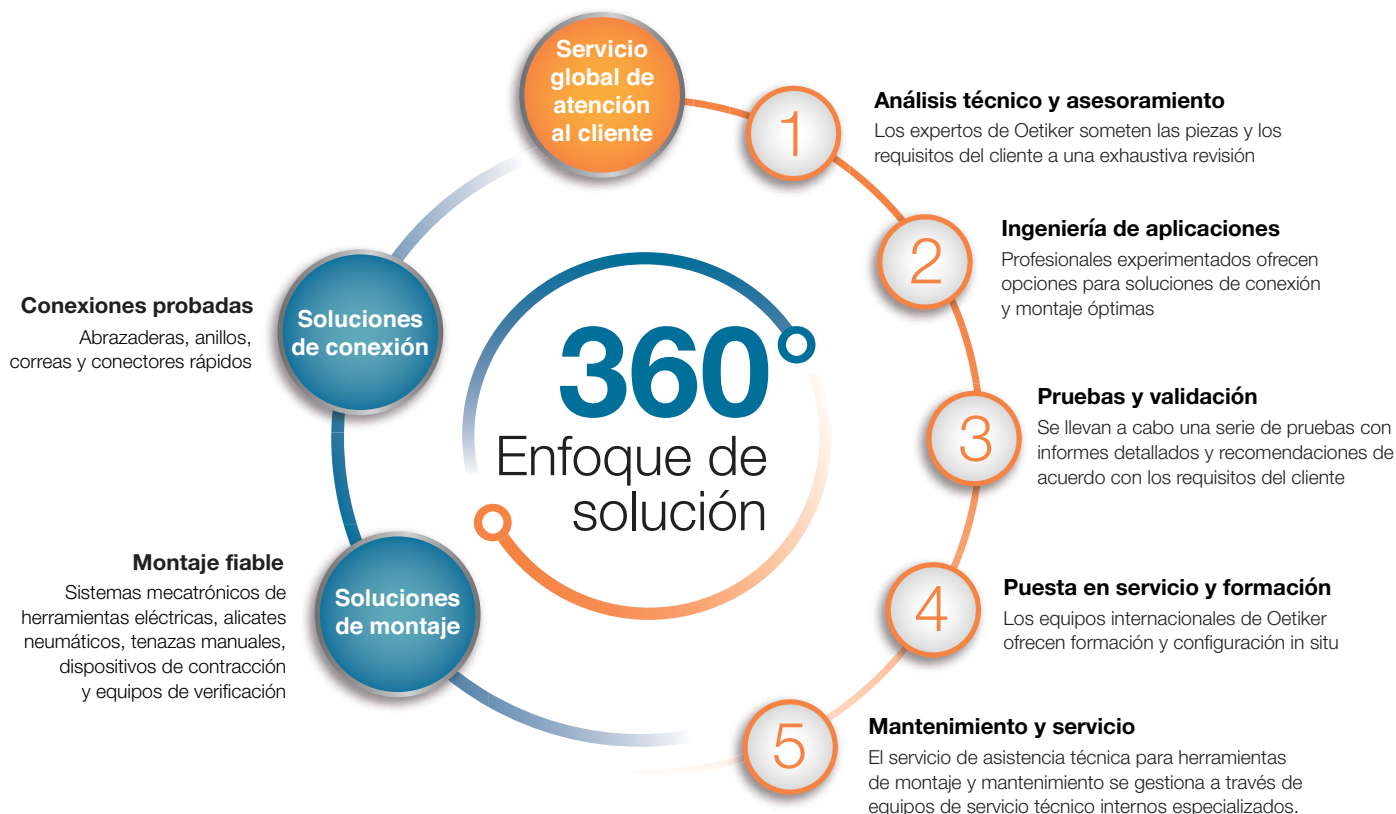 Servicio
global de
atención
al cliente
1
Análisis técnico y asesoramiento
Los expertos de Oetiker someten las piezas y los
requisitos del cliente a una exhaustiva revisión
2
Ingeniería de aplicaciones
Profesionales experimentados ofrecen
opciones para soluciones de conexión
y montaje óptimas
3
Pruebas y validación
Se llevan a cabo una serie de pruebas con
informes detallados y recomendaciones de
acuerdo con los requisitos del cliente
4
Puesta en servicio y formación
Los equipos internacionales de Oetiker
ofrecen formación y configuración in situ
5
Mantenimiento y servicio
El servicio de asistencia técnica para herramientas
de montaje y mantenimiento se gestiona a través de
equipos de servicio técnico internos especializados.
Soluciones
de conexión
Conexiones probadas
Abrazaderas, anillos,
correas y conectores rápidos
Soluciones
de montaje
Montaje fiable
Sistemas mecatrónicos de
herramientas eléctricas, alicates
neumáticos, tenazas manuales,
dispositivos de contracción
y equipos de verificación
360°
Enfoque de
solución